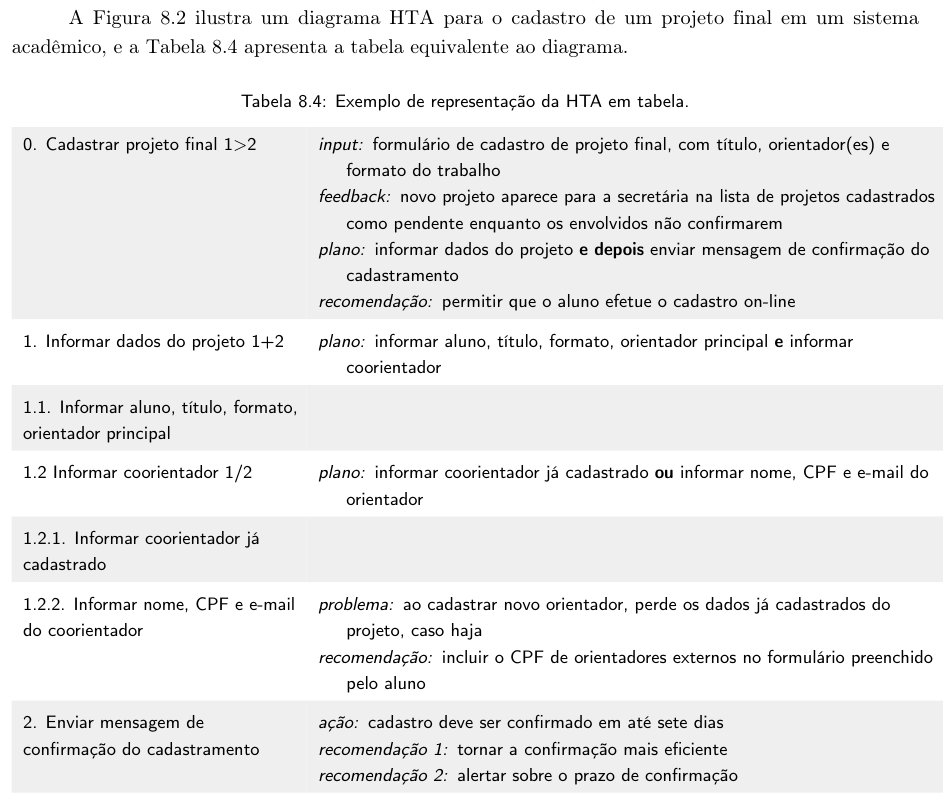 A Figura 8.2 ilustra um diagrama HTA para o cadastro de um projeto final em um sistema
acadêmico, e a Tabela 8.4 apresenta a tabela equivalente ao diagrama.
Tabela 8.4: Exemplo de representação da HTA em tabela.
0. Cadastrar projeto final 1>2
input: formulário de cadastro de projeto final, com título, orientador(es) e
formato do trabalho
feedback: novo projeto aparece para a secretária na lista de projetos cadastrados
como pendente enquanto os envolvidos não confirmarem
plano: informar dados do projeto e depois enviar mensagem de confirmação do
cadastramento
recomendação: permitir que o aluno efetue o cadastro on-line
1. Informar dados do projeto 1+2
plano: informar aluno, título, formato, orientador principal e informar
coorientador
1.1. Informar aluno, título, formato,
orientador principal
1.2 Informar coorientador 1/2
plano: informar coorientador já cadastrado ou informar nome, CPF e e-mail do
orientador
1.2.1. Informar coorientador já
cadastrado
1.2.2. Informar nome, CPF e e-mail
do coorientador
problema: ao cadastrar novo orientador, perde os dados já cadastrados do
projeto, caso haja
recomendação: incluir o CPF de orientadores externos no formulário preenchido
pelo aluno
2. Enviar mensagem de
confirmação do cadastramento
ação: cadastro deve ser confirmado em até sete dias
recomendação 1: tornar a confirmação mais eficiente
recomendação 2: alertar sobre o prazo de confirmação